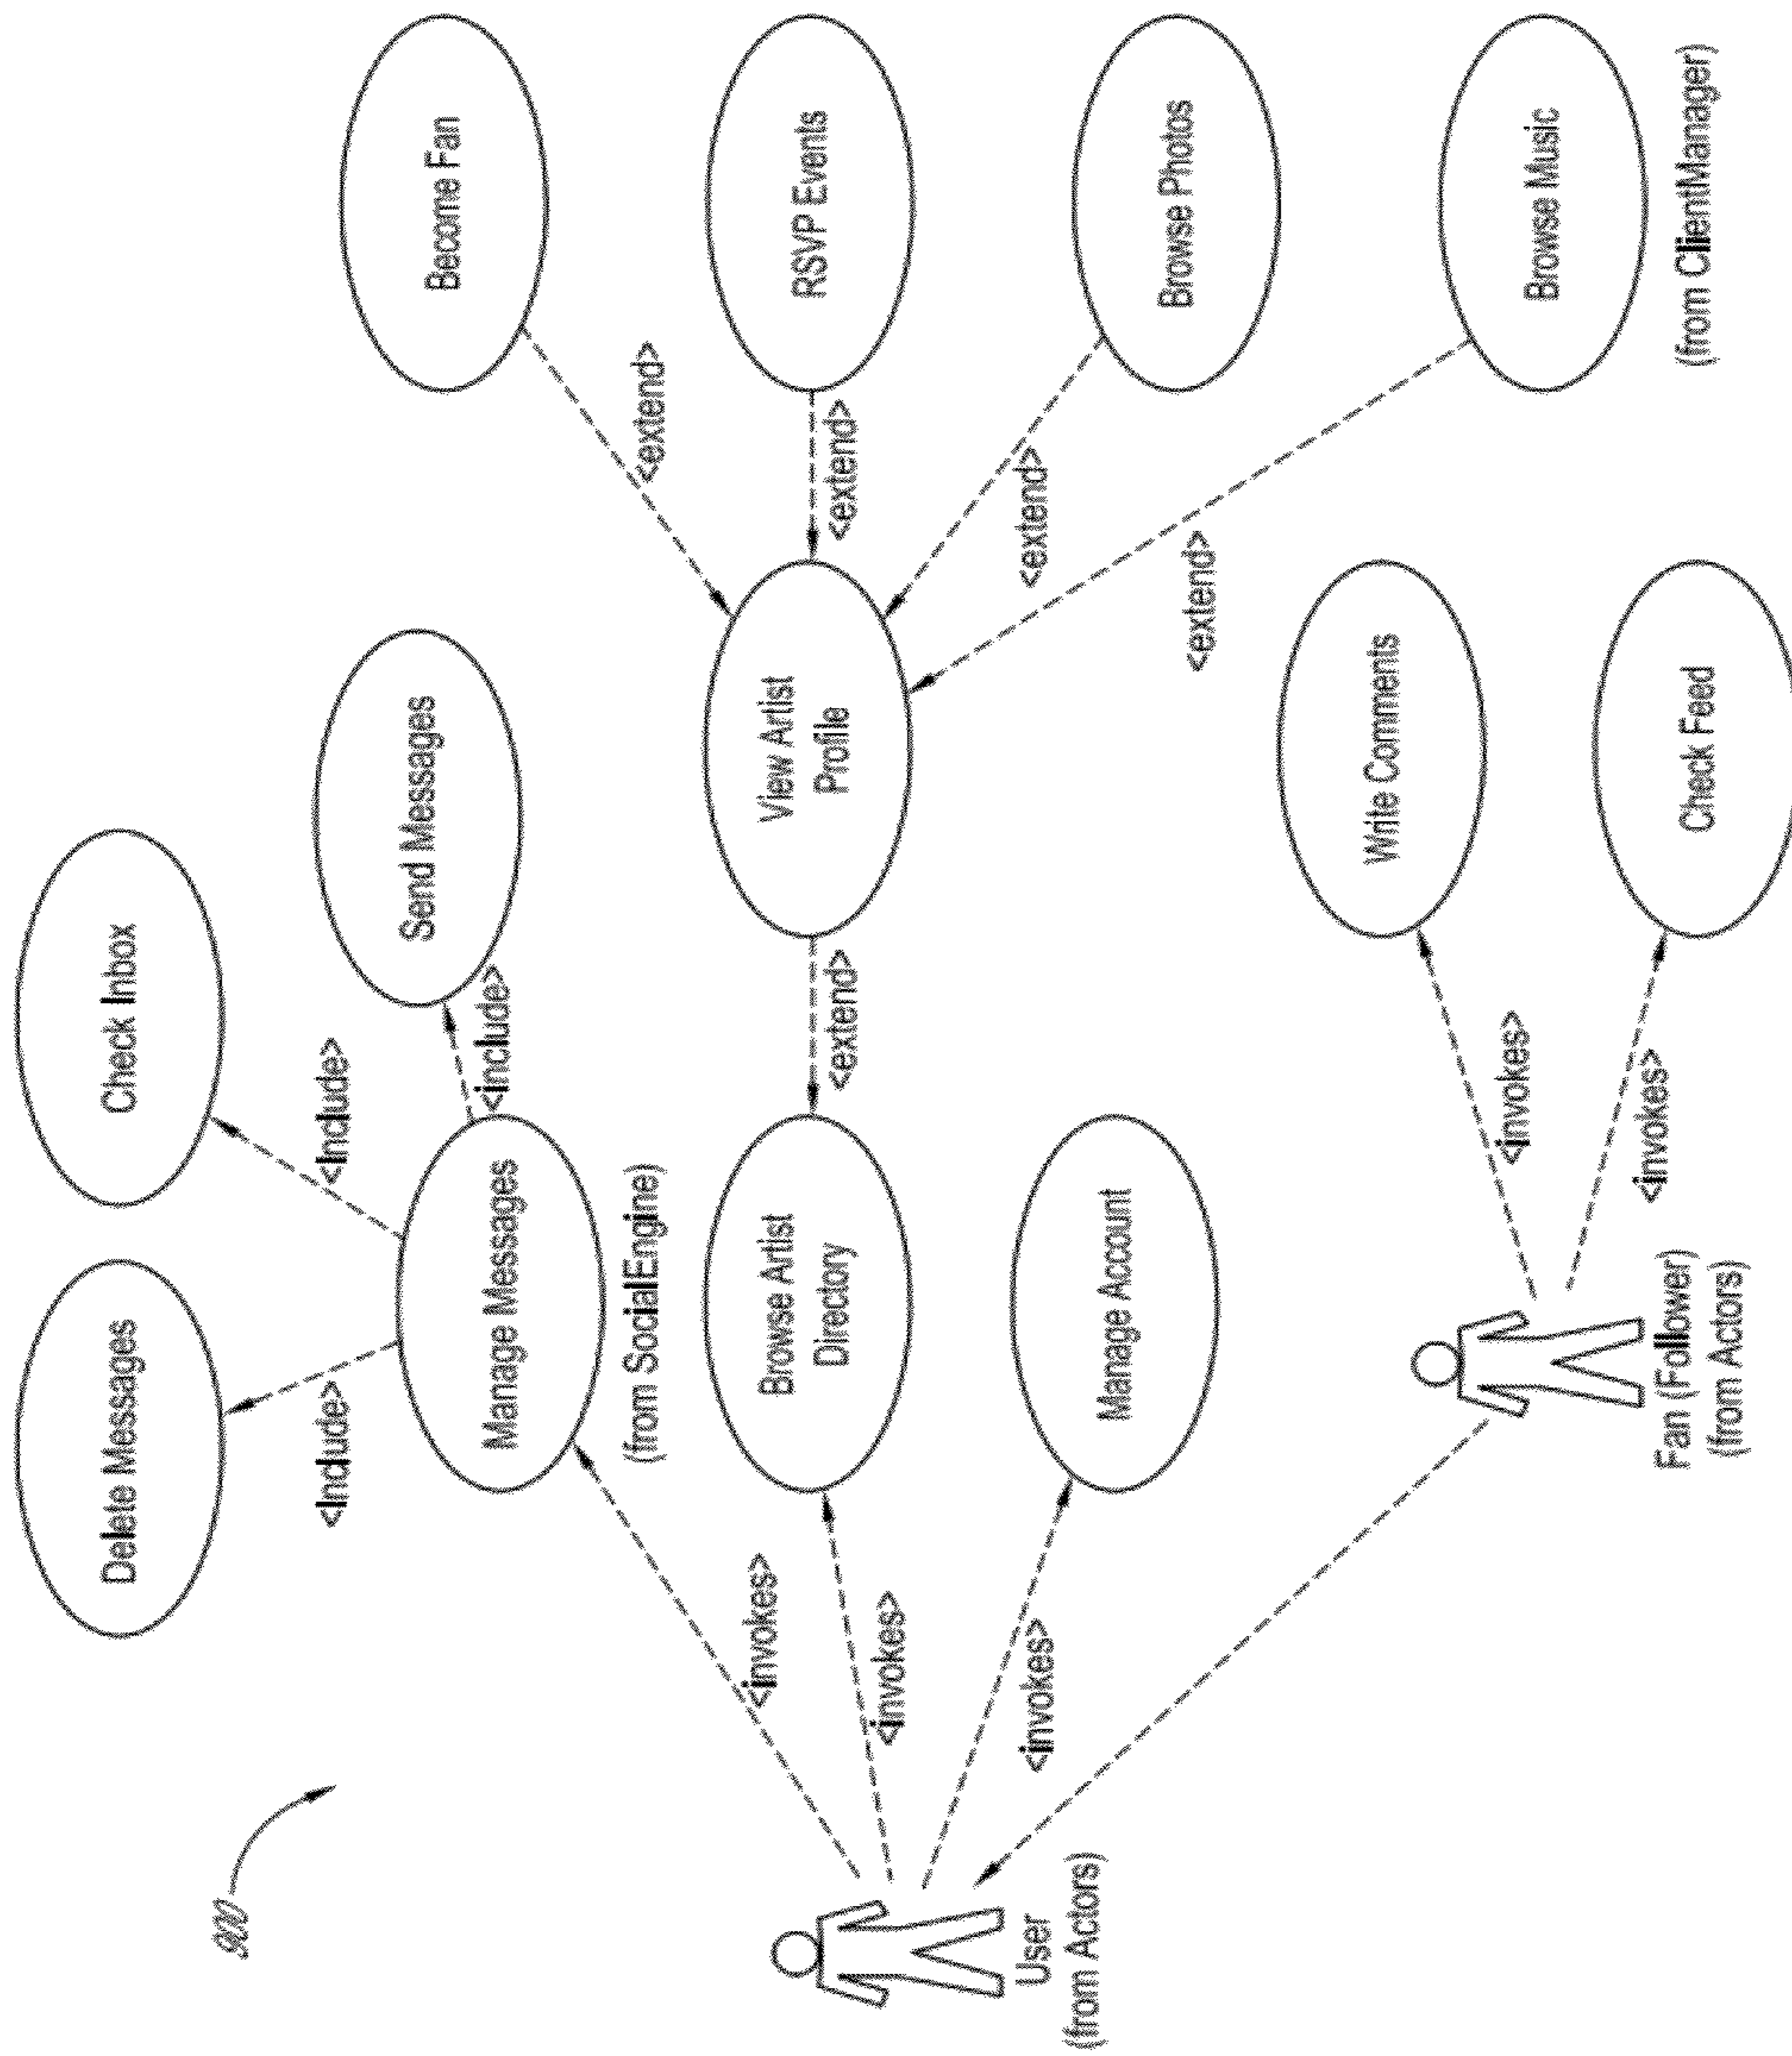 900
Delete Messages
Check Inbox
<Include>
<Include>
Send Messages
<include>
Manage Messages
(from SocialEngine)
Become Fan
<extend>
<invokes>
Browse Artist
Directory
<extend>
View Artist
Profile
<extend>
RSVP Events
<invokes>
<extend>
Browse Photos
User
(from Actors)
<invokes>
Manage Account
<extend>
Browse Music
(from ClientManager)
<invokes>
Write Comments
<invokes>
Check Feed
Fan (Follower)
(from Actors)